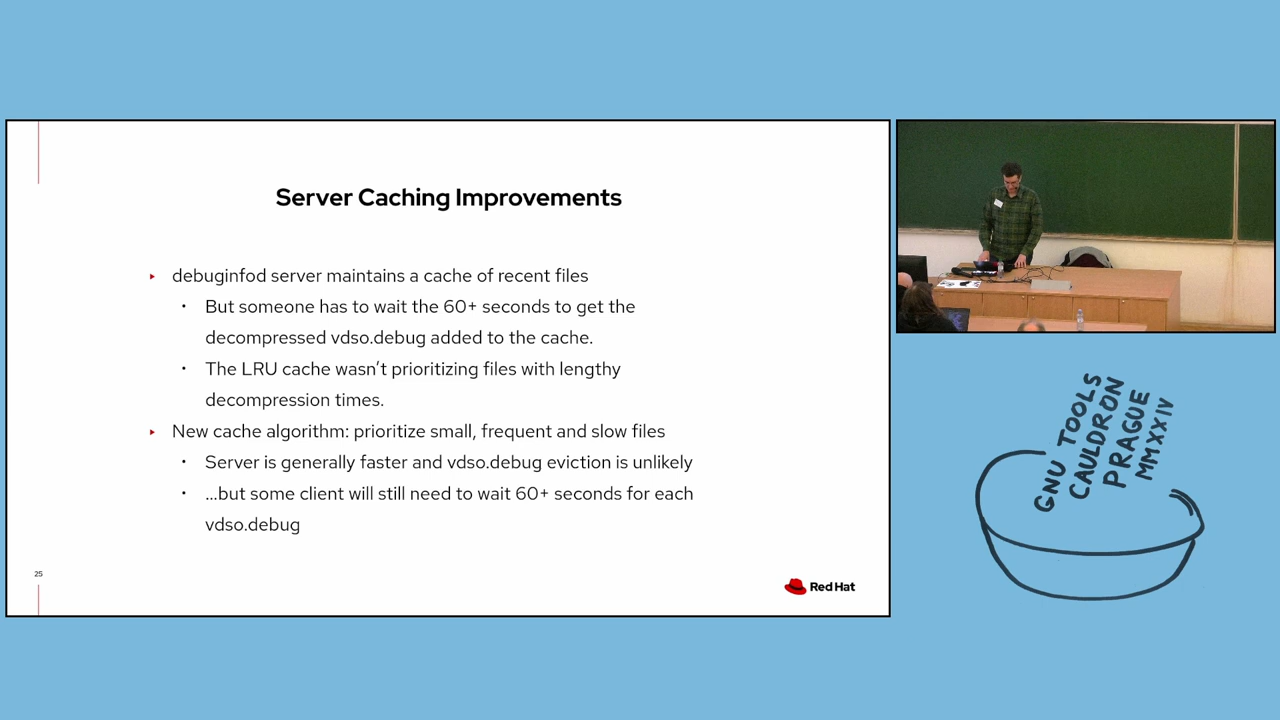 Server Caching Improvements
▸ debuginfod server maintains a cache of recent files
• But someone has to wait the 60+ seconds to get the
decompressed vdso.debug added to the cache.
• The LRU cache wasn’t prioritizing files with lengthy
decompression times.
▸ New cache algorithm: prioritize small, frequent and slow files
• Server is generally faster and vdso.debug eviction is unlikely
• …but some client will still need to wait 60+ seconds for each
vdso.debug
25
Red Hat
GNU TOOLS
CAULDRON
PRAGUE
MMXXIV